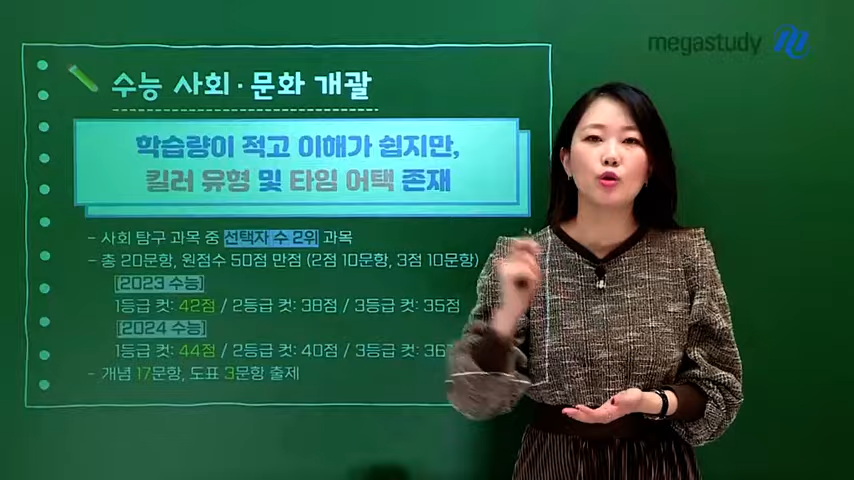 megastudy
수능 사회·문화 개괄
학습량이 적고 이해가 쉽지만,
킬러 유형 및 타임 어택 존재
- 사회 탐구 과목 중 선택자 수 2위 과목
- 총 20문항, 원점수 50점 만점 (2점 10문항, 3점 10문항)
[2023 수능]
1등급 컷: 42점 / 2등급 컷: 38점 / 3등급 컷: 35점
[2024 수능]
1등급 컷: 44점 / 2등급 컷: 40점 / 3등급 컷:
- 개념 17문항, 도표 3문항 출제